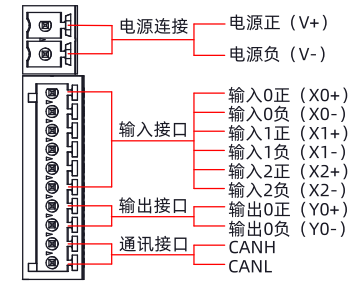 电源连接
电源正（V+）
电源负（V-）
输入接口
输入0正（X0+）
输入0负（X0-）
输入1正（X1+）
输入1负（X1-）
输入2正（X2+）
输入2负（X2-）
输出接口
输出0正（Y0+）
输出0负（Y0-）
通讯接口
CANH
CANL